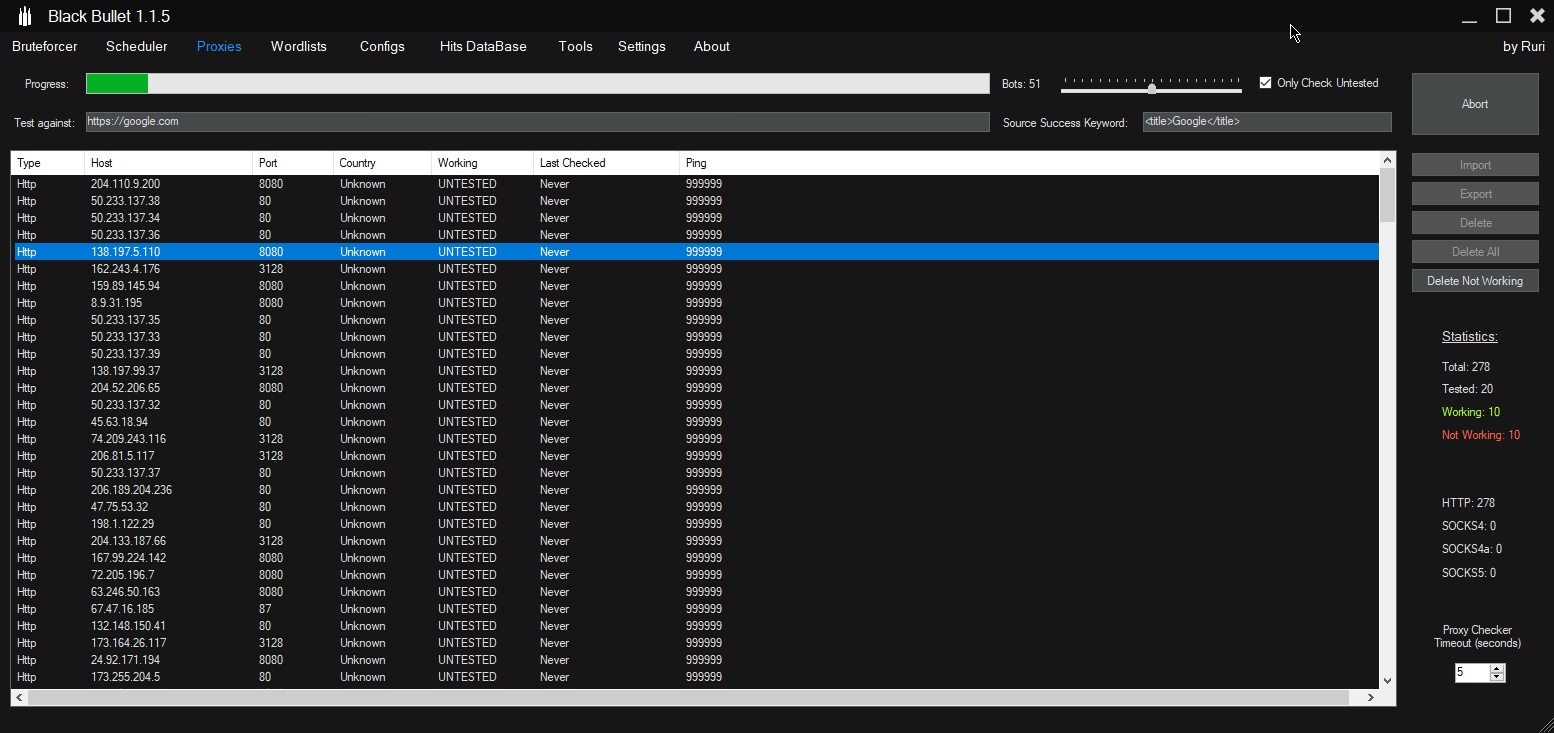 Black Bullet 1.1.5
Bruteforcer Scheduler Proxies Wordlists Configs Hits DataBase Tools Settings About by Ruri
Progress: Bots: 51 Only Check Untested Abort
Test against: https://google.com Source Success Keyword: <title>Google</title>
Type Host Port Country Working Last Checked Ping
Http 204.110.9.200 8080 Unknown UNTESTED Never 999999
Http 50.233.137.38 80 Unknown UNTESTED Never 999999
Http 50.233.137.34 80 Unknown UNTESTED Never 999999
Http 50.233.137.36 80 Unknown UNTESTED Never 999999
Http 138.197.5.110 8080 Unknown UNTESTED Never 999999
Http 162.243.4.176 3128 Unknown UNTESTED Never 999999
Http 159.89.145.94 8080 Unknown UNTESTED Never 999999
Http 8.9.31.195 8080 Unknown UNTESTED Never 999999
Http 50.233.137.35 80 Unknown UNTESTED Never 999999
Http 50.233.137.33 80 Unknown UNTESTED Never 999999
Http 50.233.137.39 80 Unknown UNTESTED Never 999999
Http 138.197.99.37 3128 Unknown UNTESTED Never 999999
Http 204.52.206.65 8080 Unknown UNTESTED Never 999999
Http 50.233.137.32 80 Unknown UNTESTED Never 999999
Http 45.63.18.94 80 Unknown UNTESTED Never 999999
Http 74.209.243.116 3128 Unknown UNTESTED Never 999999
Http 206.81.5.117 3128 Unknown UNTESTED Never 999999
Http 50.233.137.37 80 Unknown UNTESTED Never 999999
Http 206.189.204.236 80 Unknown UNTESTED Never 999999
Http 47.75.53.32 80 Unknown UNTESTED Never 999999
Http 198.1.122.29 80 Unknown UNTESTED Never 999999
Http 204.133.187.66 3128 Unknown UNTESTED Never 999999
Http 167.99.224.142 8080 Unknown UNTESTED Never 999999
Http 72.205.196.7 8080 Unknown UNTESTED Never 999999
Http 63.246.50.163 8080 Unknown UNTESTED Never 999999
Http 67.47.16.185 87 Unknown UNTESTED Never 999999
Http 132.148.150.41 80 Unknown UNTESTED Never 999999
Http 173.164.26.117 3128 Unknown UNTESTED Never 999999
Http 24.92.171.194 8080 Unknown UNTESTED Never 999999
Http 173.255.204.5 80 Unknown UNTESTED Never 999999
Import
Export
Delete
Delete All
Delete Not Working
Statistics:
Total: 278
Tested: 20
Working: 10
Not Working: 10
HTTP: 278
SOCKS4: 0
SOCKS4a: 0
SOCKS5: 0
Proxy Checker
Timeout (seconds)
5